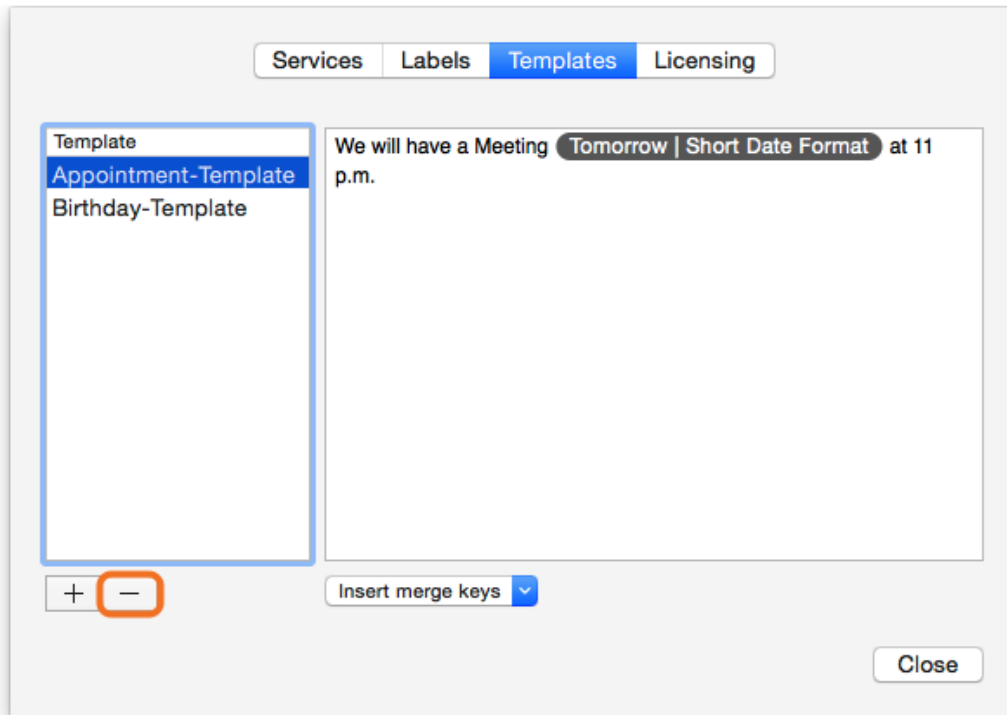 Services Labels Templates Licensing
Template
Appointment-Template
Birthday-Template
We will have a Meeting Tomorrow | Short Date Format at 11
p.m.
+ −
Insert merge keys
Close